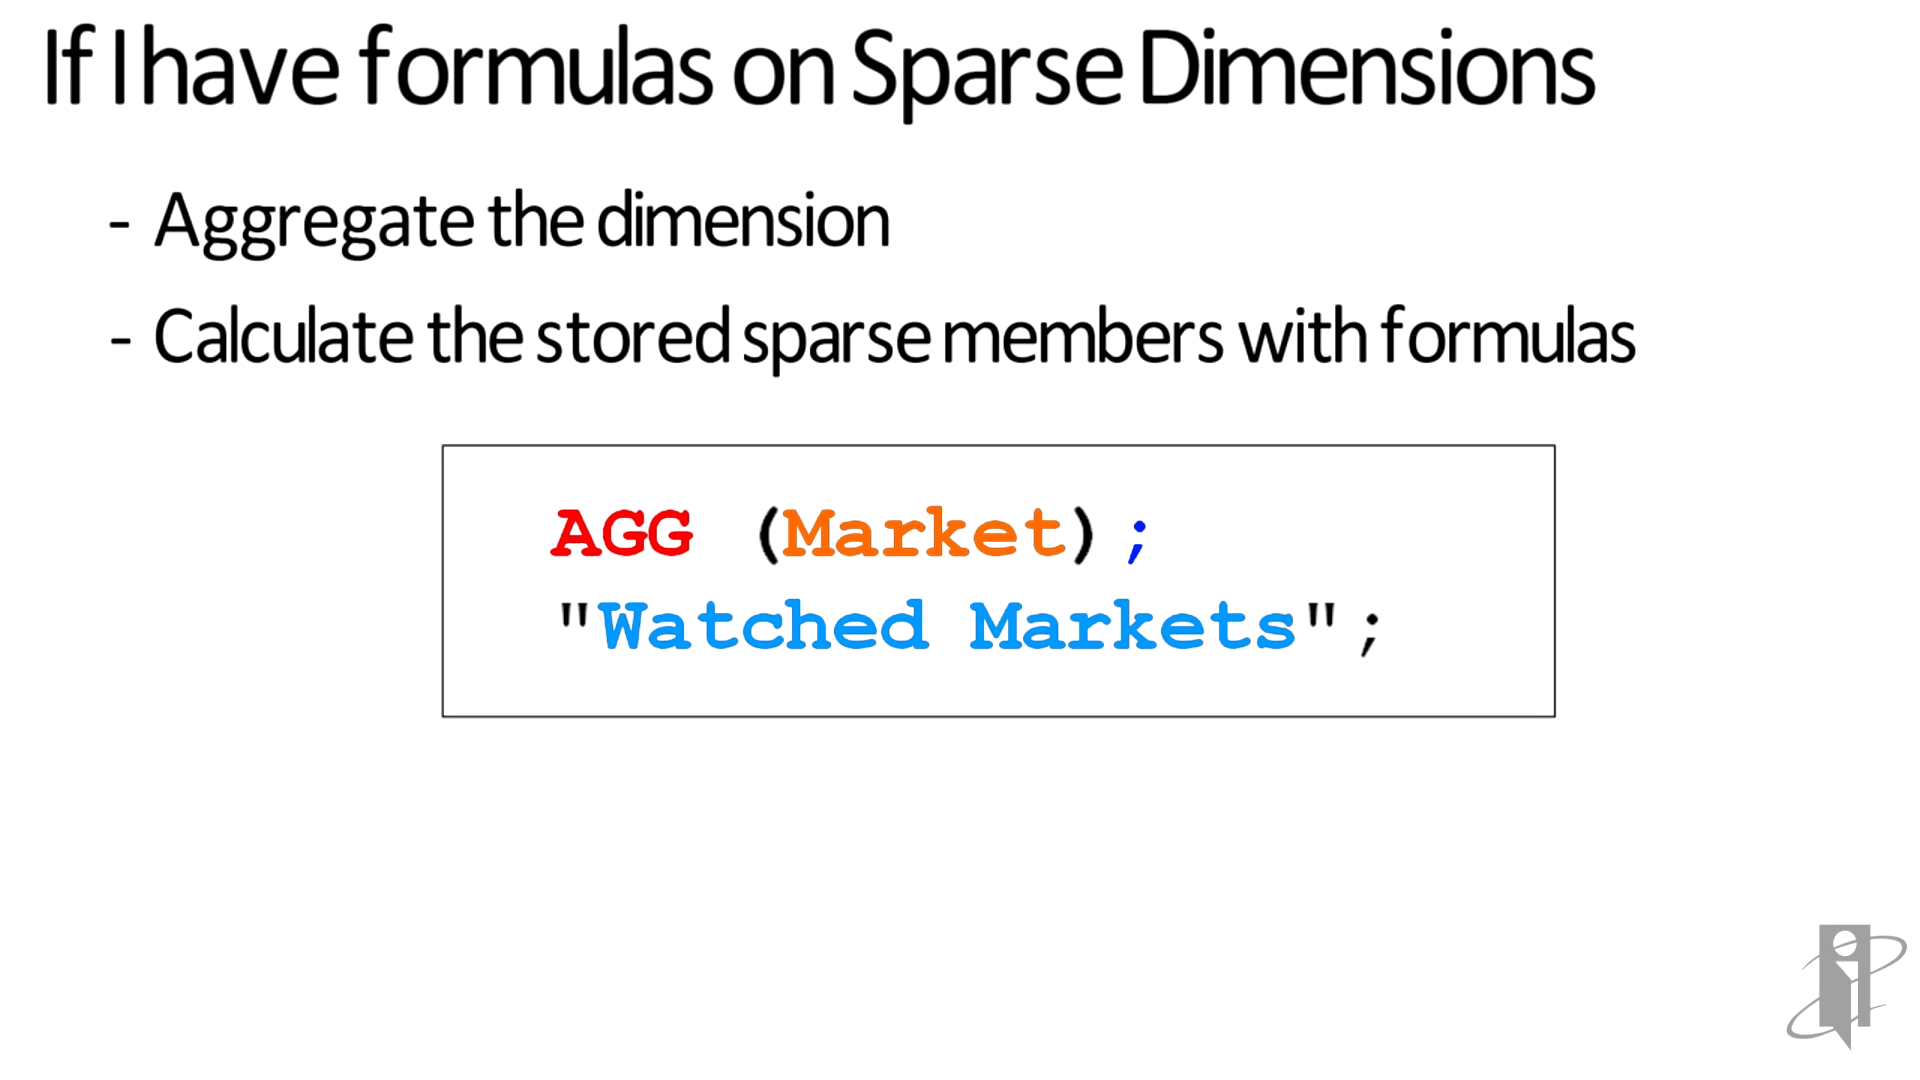 If I have formulas on Sparse Dimensions
- Aggregate the dimension
- Calculate the stored sparse members with formulas
AGG (Market);
"Watched Markets";